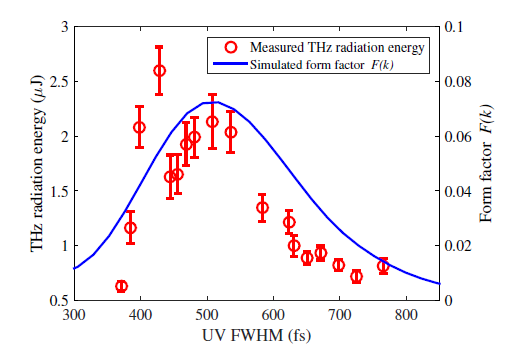 3
2.5
2
1.5
1
0.5
THz radiation energy (μJ)
Measured THz radiation energy
Simulated form factor F(k)
0.1
0.08
0.06
0.04
0.02
0
Form factor F(k)
300 400 500 600 700 800
UV FWHM (fs)